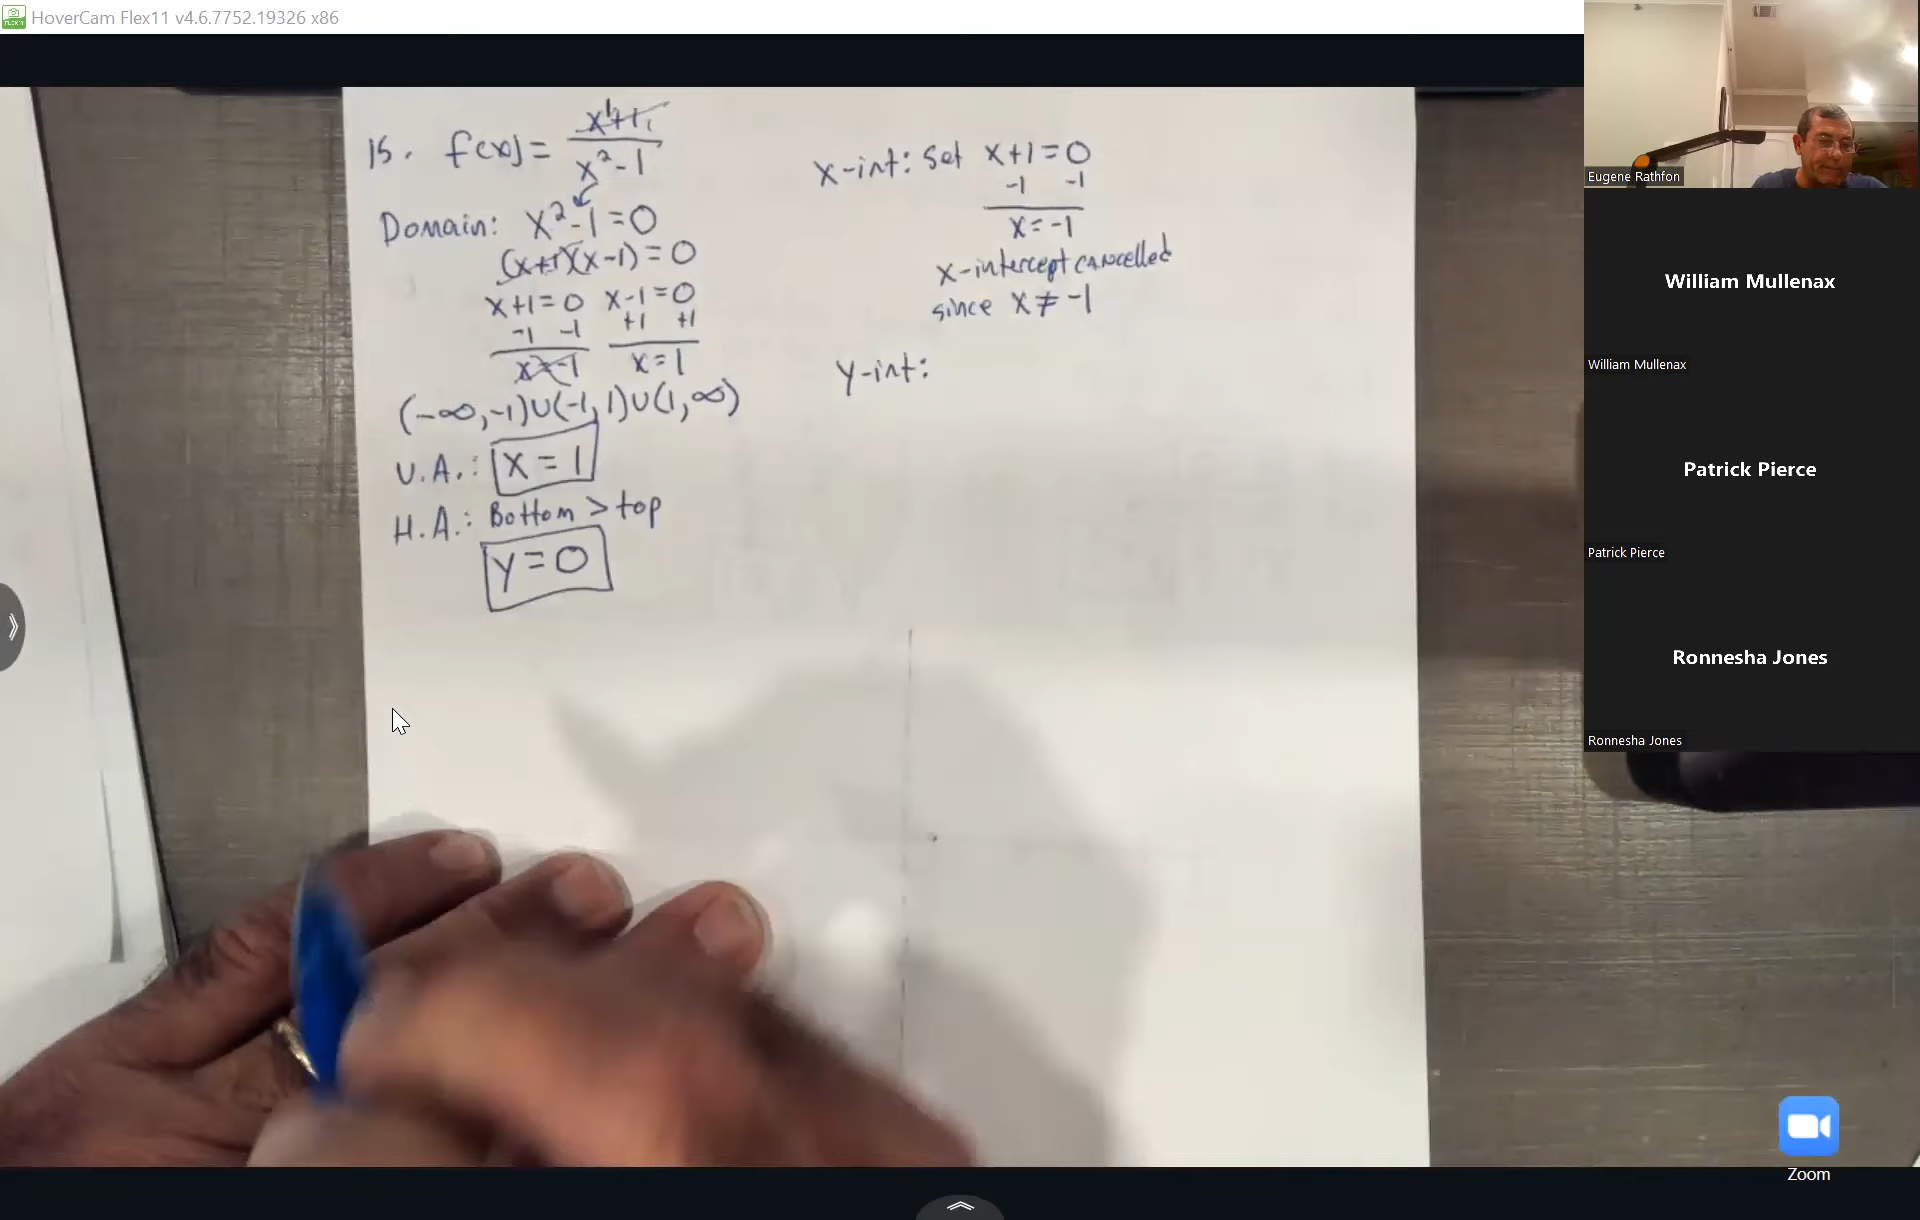 HoverCam Flex11 v4.6.7752.19326 x86
15. f(x) = x¹+1
x²-1
Domain: x²-1=0
(x+1)(x-1)=0
x+1=0 x-1=0
-1 -1 +1 +1
x=-1 x=1
(-∞,-1)∪(-1,1)∪(1,∞)
V.A.: x=1
H.A.: Bottom > top
y=0
x-int: set x+1=0
-1 -1
x=-1
x-intercept cancelled
since x≠-1
y-int:
Eugene Rathfon
William Mullenax
William Mullenax
Patrick Pierce
Patrick Pierce
Ronnesha Jones
Ronnesha Jones
Zoom